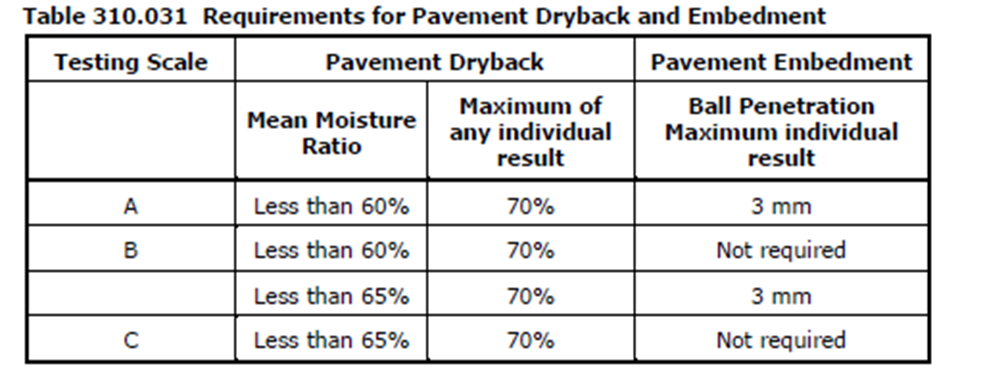 Table 310.031 Requirements for Pavement Dryback and Embedment
Testing Scale Pavement Dryback Pavement Embedment
Mean Moisture Ratio Maximum of any individual result Ball Penetration Maximum individual result
A Less than 60% 70% 3 mm
B Less than 60% 70% Not required
Less than 65% 70% 3 mm
C Less than 65% 70% Not required